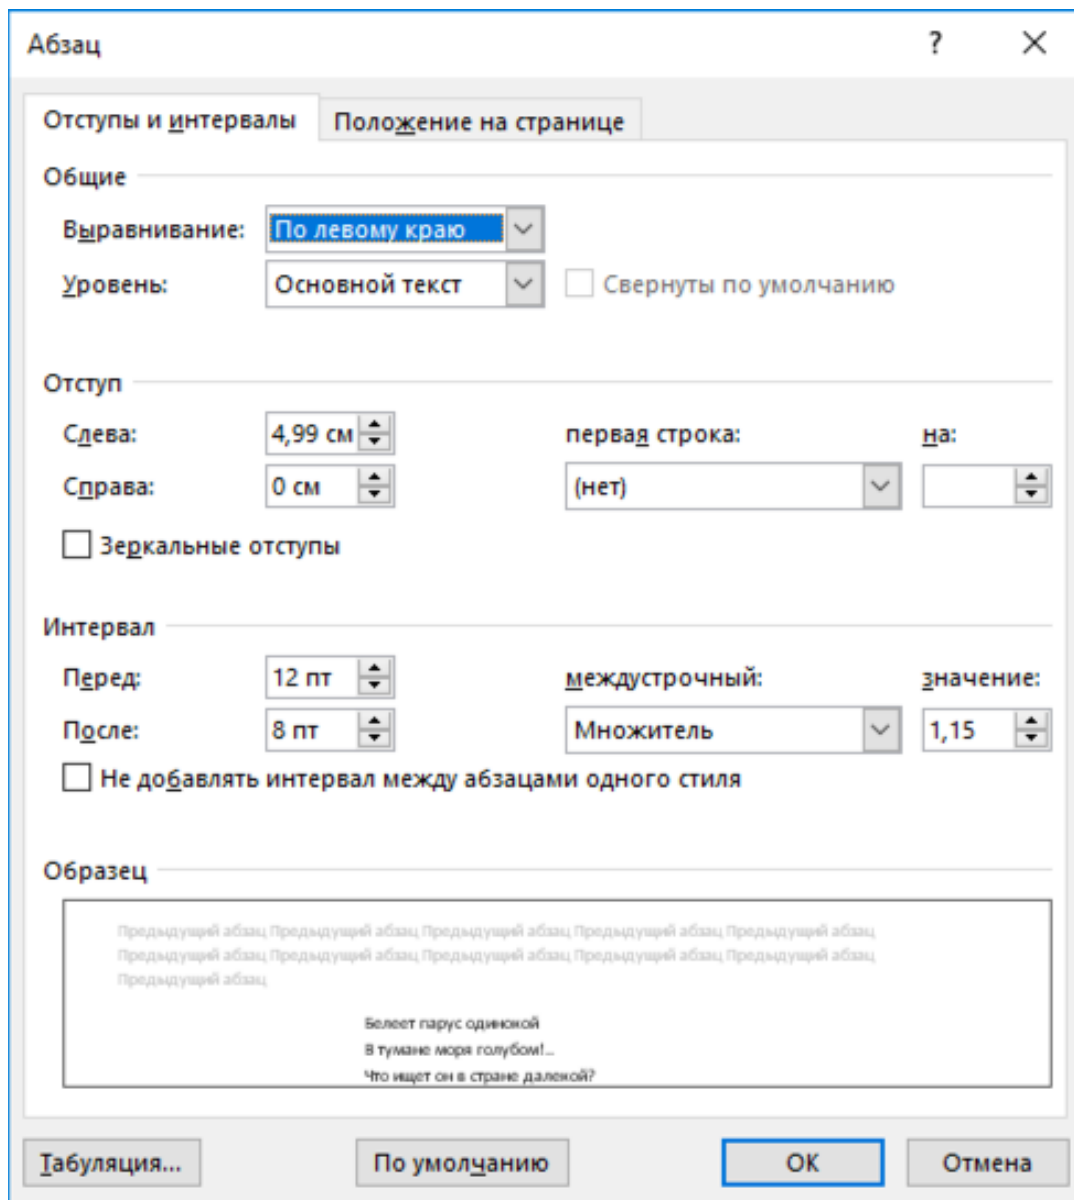 Абзац ?
Отступы и интервалы Положение на странице
Общие
Выравнивание: По левому краю
Уровень: Основной текст Свернуты по умолчанию
Отступ
Слева: 4,99 см первая строка: на:
Справа: 0 см (нет)
Зеркальные отступы
Интервал
Перед: 12 пт междустрочный: значение:
После: 8 пт Множитель 1,15
Не добавлять интервал между абзацами одного стиля
Образец
Предыдущий абзац Предыдущий абзац Предыдущий абзац Предыдущий абзац Предыдущий абзац
Предыдущий абзац Предыдущий абзац Предыдущий абзац Предыдущий абзац Предыдущий абзац
Предыдущий абзац
Белеет парус одинокой
В тумане моря голубом!...
Что ищет он в стране далекой?
Табуляция... По умолчанию ОК Отмена